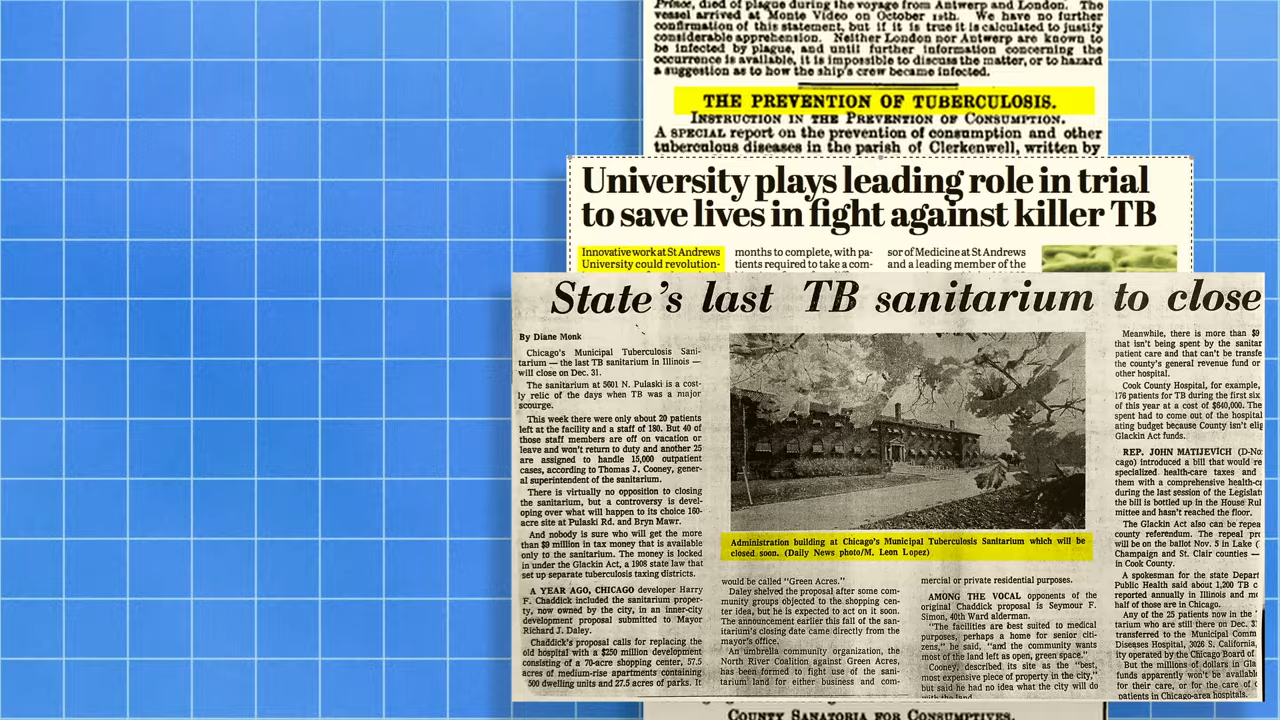 Prince, died of plague during the voyage from Antwerp and London. The
vessel arrived at Monte Video on October 11th. We have no further
confirmation of this statement, but if it is true it is calculated to justify
considerable apprehension. Neither London nor Antwerp are known to
be infected by plague, and until further information concerning the
occurrence is available, it is impossible to discuss the matter, or to hazard
a suggestion as to how the ship's crew became infected.
THE PREVENTION OF TUBERCULOSIS.
INSTRUCTION IN THE PREVENTION OF CONSUMPTION.
A SPECIAL report on the prevention of consumption and other
tuberculous diseases in the parish of Clerkenwell, written by
University plays leading role in trial
to save lives in fight against killer TB
Innovative work at St Andrews
University could revolution-
months to complete, with pa-
tients required to take a com-
sor of Medicine at St Andrews
and a leading member of the
State's last TB sanitarium to close
By Diane Monk
Chicago's Municipal Tuberculosis Sani-
tarium — the last TB sanitarium in Illinois —
will close on Dec. 31.
The sanitarium at 5601 N. Pulaski is a cost-
ly relic of the days when TB was a major
scourge.
This week there were only about 20 patients
left at the facility and a staff of 180. But 40 of
those staff members are off on vacation or
leave and won't return to duty and another 25
are assigned to handle 15,000 outpatient
cases, according to Thomas J. Cooney, gener-
al superintendent of the sanitarium.
There is virtually no opposition to closing
the sanitarium, but a controversy is devel-
oping over what will happen to its choice 160-
acre site at Pulaski Rd. and Bryn Mawr.
And nobody is sure who will get the more
than $9 million in tax money that is available
only to the sanitarium. The money is locked
in under the Glackin Act, a 1908 state law that
set up separate tuberculosis taxing districts.
A YEAR AGO, CHICAGO developer Harry
F. Chaddick included the sanitarium proper-
ty, now owned by the city, in an inner-city
development proposal submitted to Mayor
Richard J. Daley.
Chaddick's proposal calls for replacing the
old hospital with a $250 million development
consisting of a 70-acre shopping center, 57.5
acres of medium-rise apartments containing
500 dwelling units and 27.5 acres of parks. It
Administration building at Chicago's Municipal Tuberculosis Sanitarium which will be
closed soon. (Daily News photo/M. Leon Lopez)
would be called "Green Acres."
Daley shelved the proposal after some com-
munity groups objected to the shopping cen-
ter idea, but he is expected to act on it soon.
The announcement earlier this fall of the san-
itarium's closing date came directly from the
mayor's office.
An umbrella community organization, the
North River Coalition against Green Acres,
has been formed to fight use of the sani-
tarium land for either business and com-
mercial or private residential purposes.
AMONG THE VOCAL opponents of the
original Chaddick proposal is Seymour F.
Simon, 40th Ward alderman.
"The facilities are best suited to medical
purposes, perhaps a home for senior citi-
zens," he said, "and the community wants
most of the land left as open, green space."
Cooney, described its site as the "best,
most expensive piece of property in the city,"
but said he had no idea what the city will do
with the land
Meanwhile, there is more than $9
that isn't being spent by the sanitar
patient care and that can't be transfe
the county's general revenue fund or
other hospital.
Cook County Hospital, for example,
176 patients for TB during the first six
of this year at a cost of $640,000. The
spent had to come out of the hospital
ating budget because County isn't elig
Glackin Act funds.
REP. JOHN MATIJEVICH (D-No
cago) introduced a bill that would re
specialized health-care taxes and
them with a comprehensive health-c
during the last session of the Legislat
the bill is bottled up in the House Rul
mittee and hasn't reached the floor.
The Glackin Act also can be repea
county referendum. The repeal pr
will be on the ballot Nov. 5 in Lake (
Champaign and St. Clair counties —
in Cook County.
A spokesman for the state Depart
Public Health said about 1,200 TB c
reported annually in Illinois and mo
half of those are in Chicago.
Any of the 25 patients now in the
tarium who are still there on Dec. 31
transferred to the Municipal Comm
Diseases Hospital, 3026 S. California,
ity operated by the Chicago Board of
But the millions of dollars in Gla
funds apparently won't be available
for their care, or for the care of
patients in Chicago-area hospitals.
COUNTY SANATORIA FOR CONSUMPTIVES.